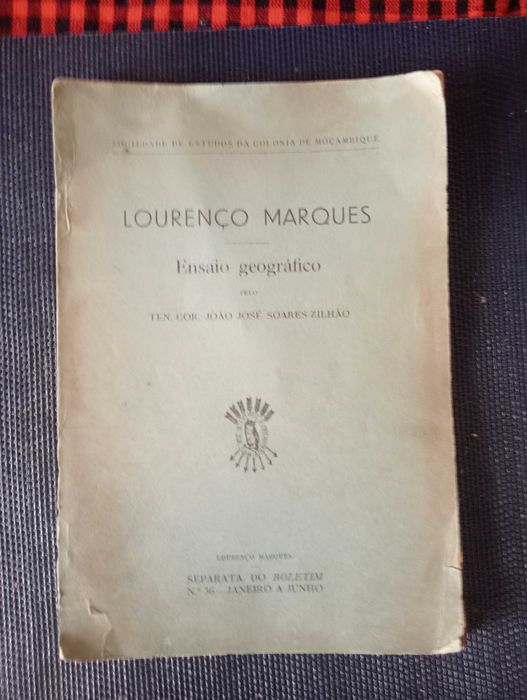 SOCIEDADE DE ESTUDOS DA COLONIA DE MOÇAMBIQUE
LOURENÇO MARQUES
Ensaio geográfico
PELO
TEN. COR. JOÃO JOSÉ SOARES-ZILHÃO
LOURENÇO MARQUES
SEPARATA DO BOLETIM
N.º 36 — JANEIRO A JUNHO